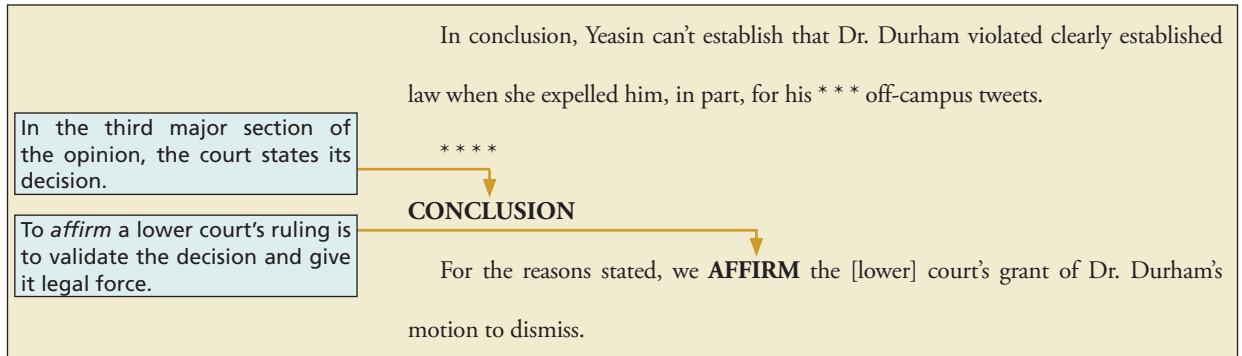 In conclusion, Yeasin can't establish that Dr. Durham violated clearly established
law when she expelled him, in part, for his * * * off-campus tweets.
In the third major section of
the opinion, the court states its
decision.
* * * *
CONCLUSION
To affirm a lower court's ruling is
to validate the decision and give
it legal force.
For the reasons stated, we AFFIRM the [lower] court's grant of Dr. Durham's
motion to dismiss.